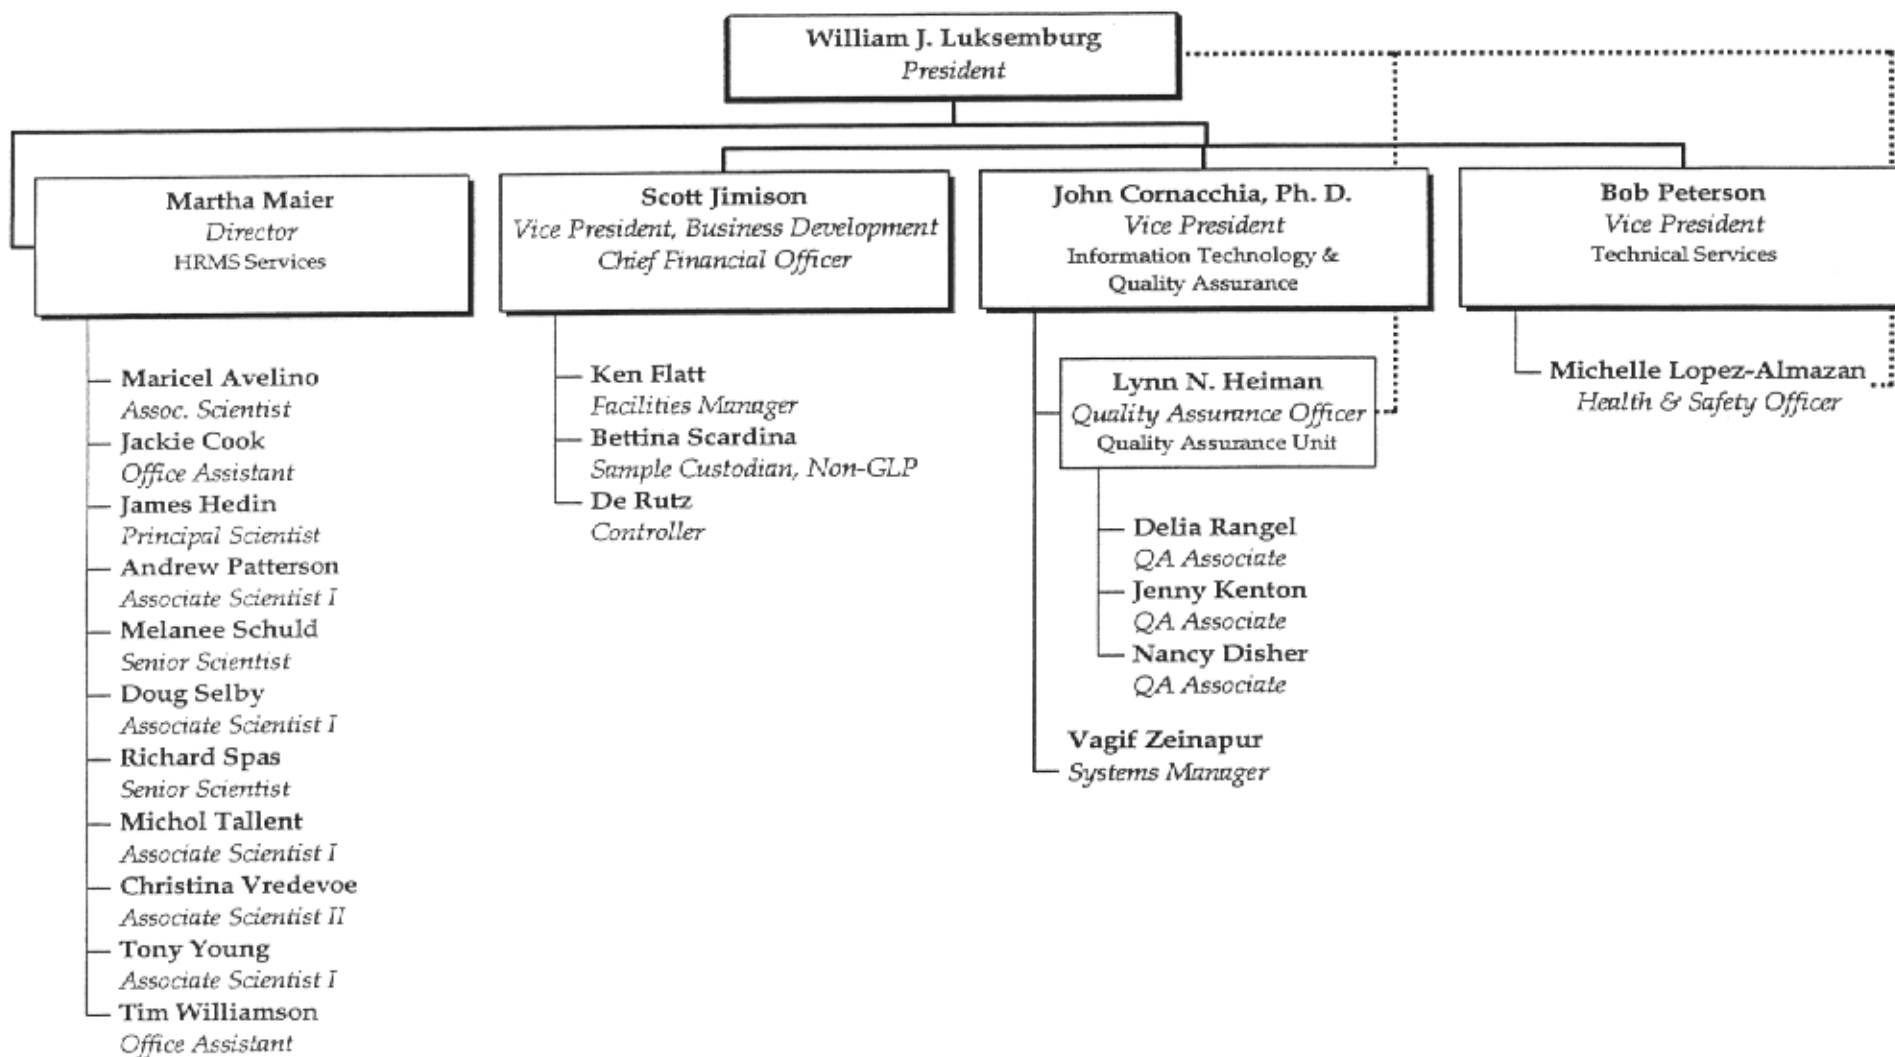 William J. Luksemburg
President
Martha Maier
Director
HRMS Services
Scott Jimison
Vice President, Business Development
Chief Financial Officer
John Cornacchia, Ph. D.
Vice President
Information Technology &
Quality Assurance
Bob Peterson
Vice President
Technical Services
Maricel Avelino
Assoc. Scientist
Jackie Cook
Office Assistant
James Hedin
Principal Scientist
Andrew Patterson
Associate Scientist I
Melanee Schuld
Senior Scientist
Doug Selby
Associate Scientist I
Richard Spas
Senior Scientist
Michol Tallent
Associate Scientist I
Christina Vredevoe
Associate Scientist II
Tony Young
Associate Scientist I
Tim Williamson
Office Assistant
Ken Flatt
Facilities Manager
Bettina Scardina
Sample Custodian, Non-GLP
De Rutz
Controller
Lynn N. Heiman
Quality Assurance Officer
Quality Assurance Unit
Delia Rangel
QA Associate
Jenny Kenton
QA Associate
Nancy Disher
QA Associate
Vagif Zeinapur
Systems Manager
Michelle Lopez-Almazan
Health & Safety Officer